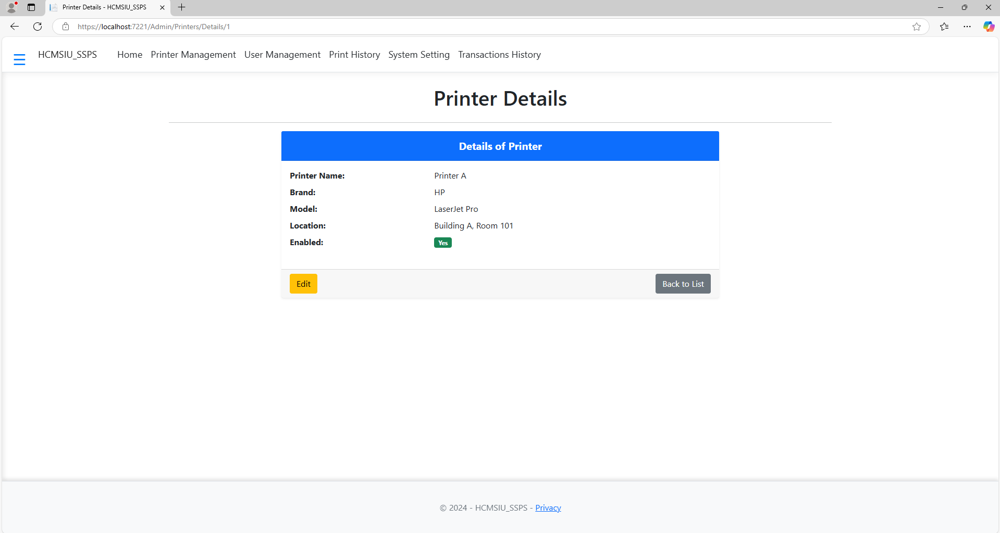 Printer Details - HCMSIU_SSPS
https://localhost:7221/Admin/Printers/Details/1
HCMSIU_SSPS Home Printer Management User Management Print History System Setting Transactions History
Printer Details
Details of Printer
Printer Name: Printer A
Brand: HP
Model: LaserJet Pro
Location: Building A, Room 101
Enabled: Yes
Edit Back to List
© 2024 - HCMSIU_SSPS - Privacy